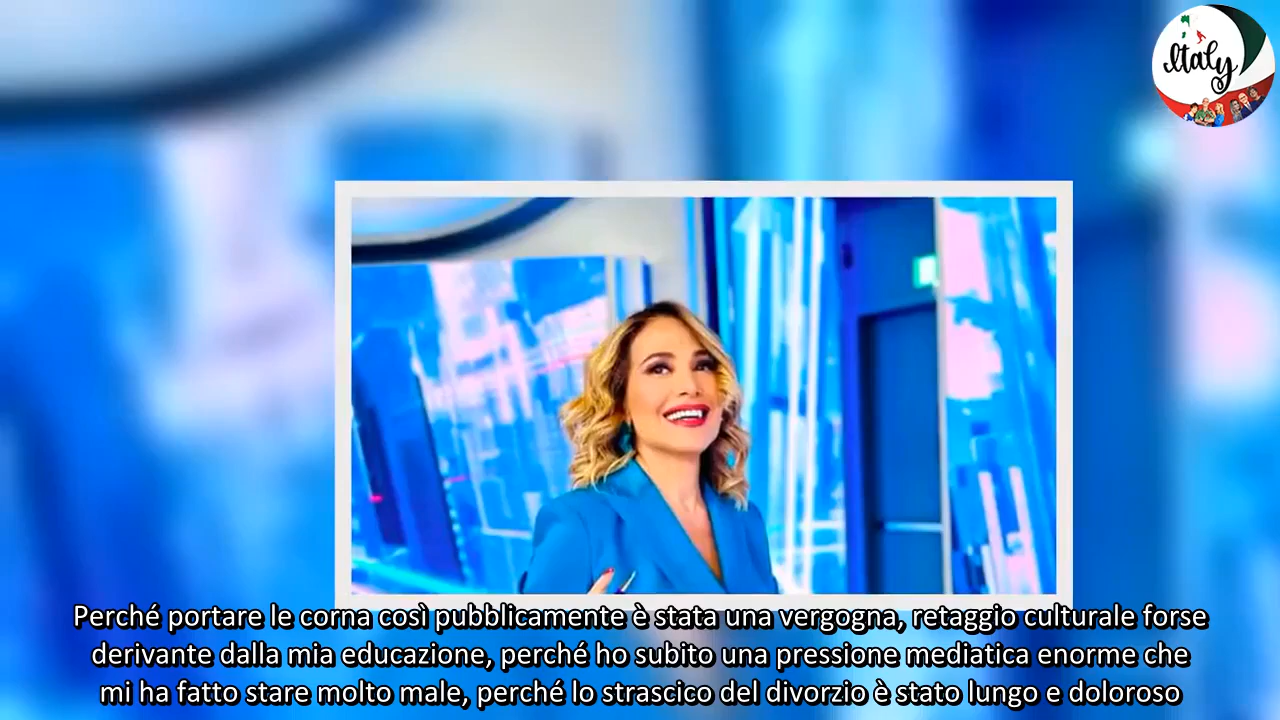 Italy
Perché portare le corna così pubblicamente è stata una vergogna, retaggio culturale forse
derivante dalla mia educazione, perché ho subito una pressione mediatica enorme che
mi ha fatto stare molto male, perché lo strascico del divorzio è stato lungo e doloroso